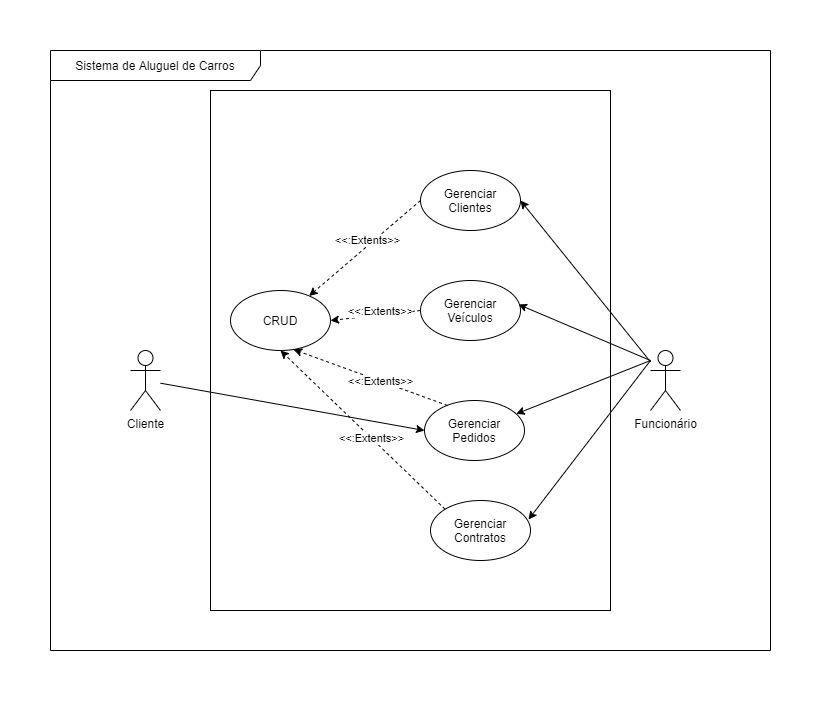 Sistema de Aluguel de Carros
Gerenciar
Clientes
<<:Extents>>
Gerenciar
Veículos
<<:Extents>>
CRUD
<<:Extents>>
Cliente
Gerenciar
Pedidos
Funcionário
<<:Extents>>
Gerenciar
Contratos